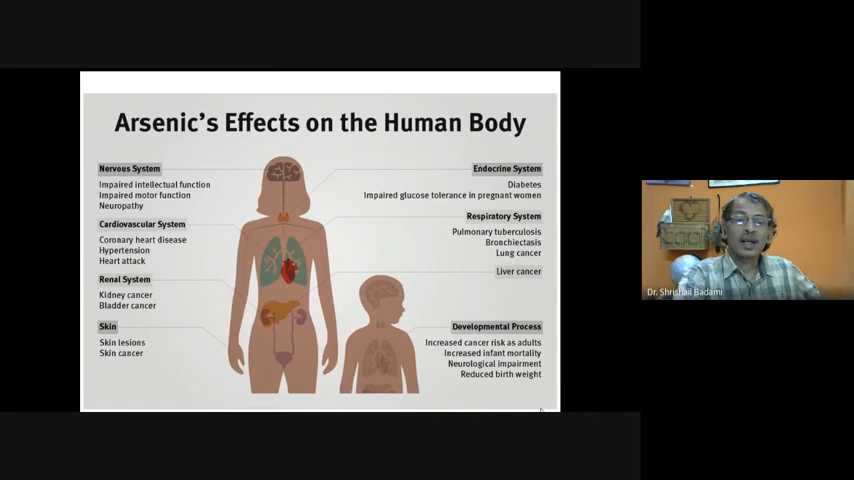 Arsenic's Effects on the Human Body
Nervous System
Impaired intellectual function
Impaired motor function
Neuropathy
Cardiovascular System
Coronary heart disease
Hypertension
Heart attack
Renal System
Kidney cancer
Bladder cancer
Skin
Skin lesions
Skin cancer
Endocrine System
Diabetes
Impaired glucose tolerance in pregnant women
Respiratory System
Pulmonary tuberculosis
Bronchiectasis
Lung cancer
Liver cancer
Developmental Process
Increased cancer risk as adults
Increased infant mortality
Neurological impairment
Reduced birth weight
Dr. Shrishail Badami